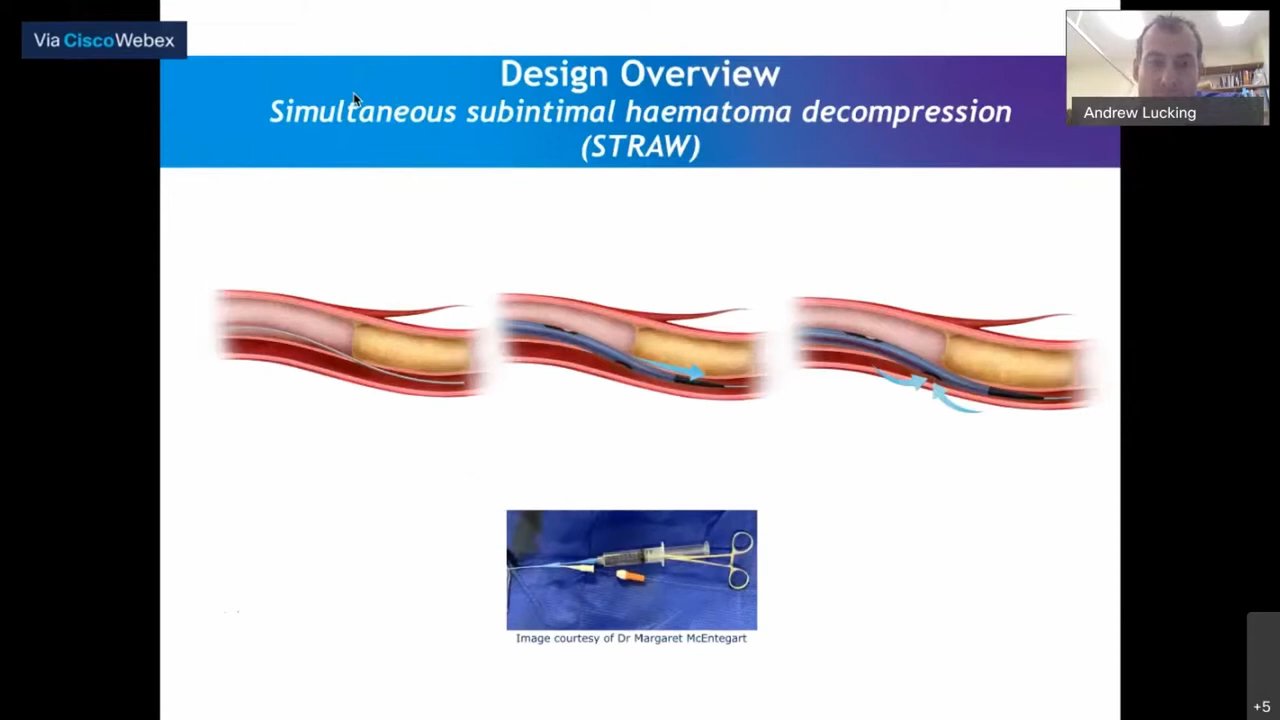 Via CiscoWebex
Design Overview
Simultaneous subintimal haematoma decompression
(STRAW)
Andrew Lucking
Image courtesy of Dr Margaret McEntegart
+5